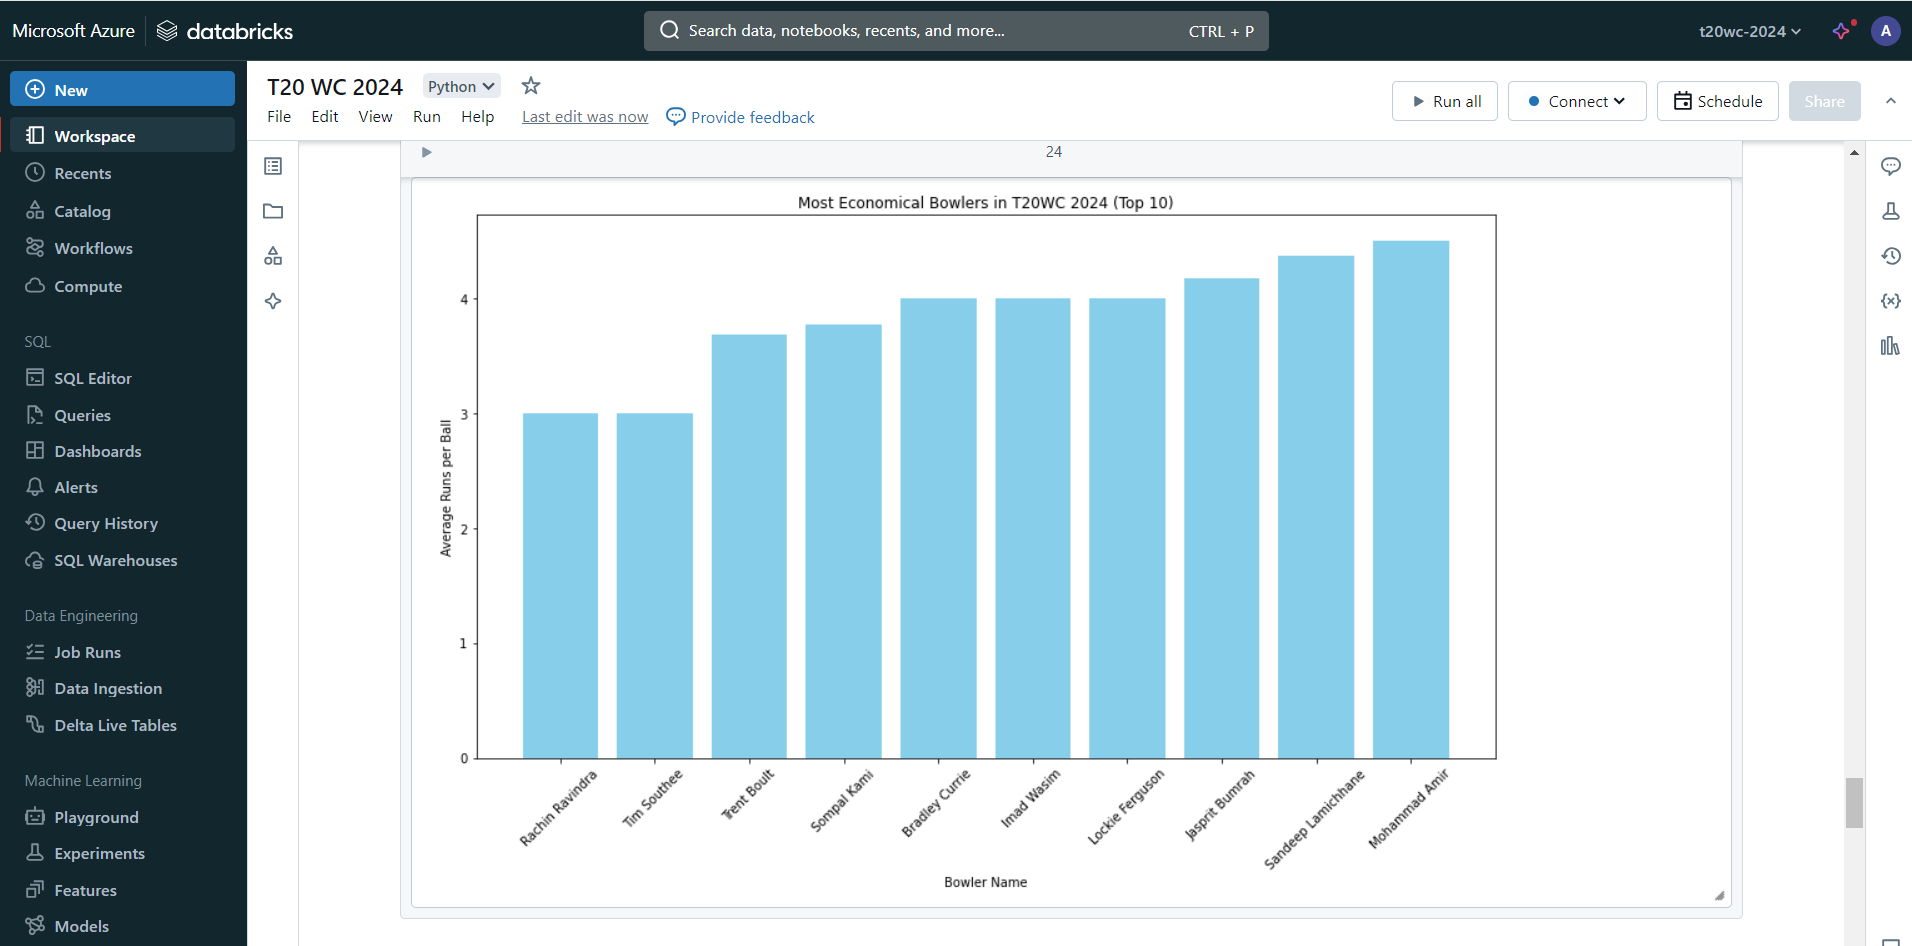 Microsoft Azure databricks
Search data, notebooks, recents, and more... CTRL + P
t20wc-2024
A
New
Workspace
Recents
Catalog
Workflows
Compute
SQL
SQL Editor
Queries
Dashboards
Alerts
Query History
SQL Warehouses
Data Engineering
Job Runs
Data Ingestion
Delta Live Tables
Machine Learning
Playground
Experiments
Features
Models
T20 WC 2024 Python
File Edit View Run Help Last edit was now Provide feedback
Run all Connect Schedule Share
24
Most Economical Bowlers in T20WC 2024 (Top 10)
Average Runs per Ball
4
3
2
1
0
Rachin Ravindra
Tim Southee
Trent Boult
Sompal Kami
Bradley Currie
Imad Wasim
Lockie Ferguson
Jasprit Bumrah
Sandeep Lamichhane
Mohammad Amir
Bowler Name